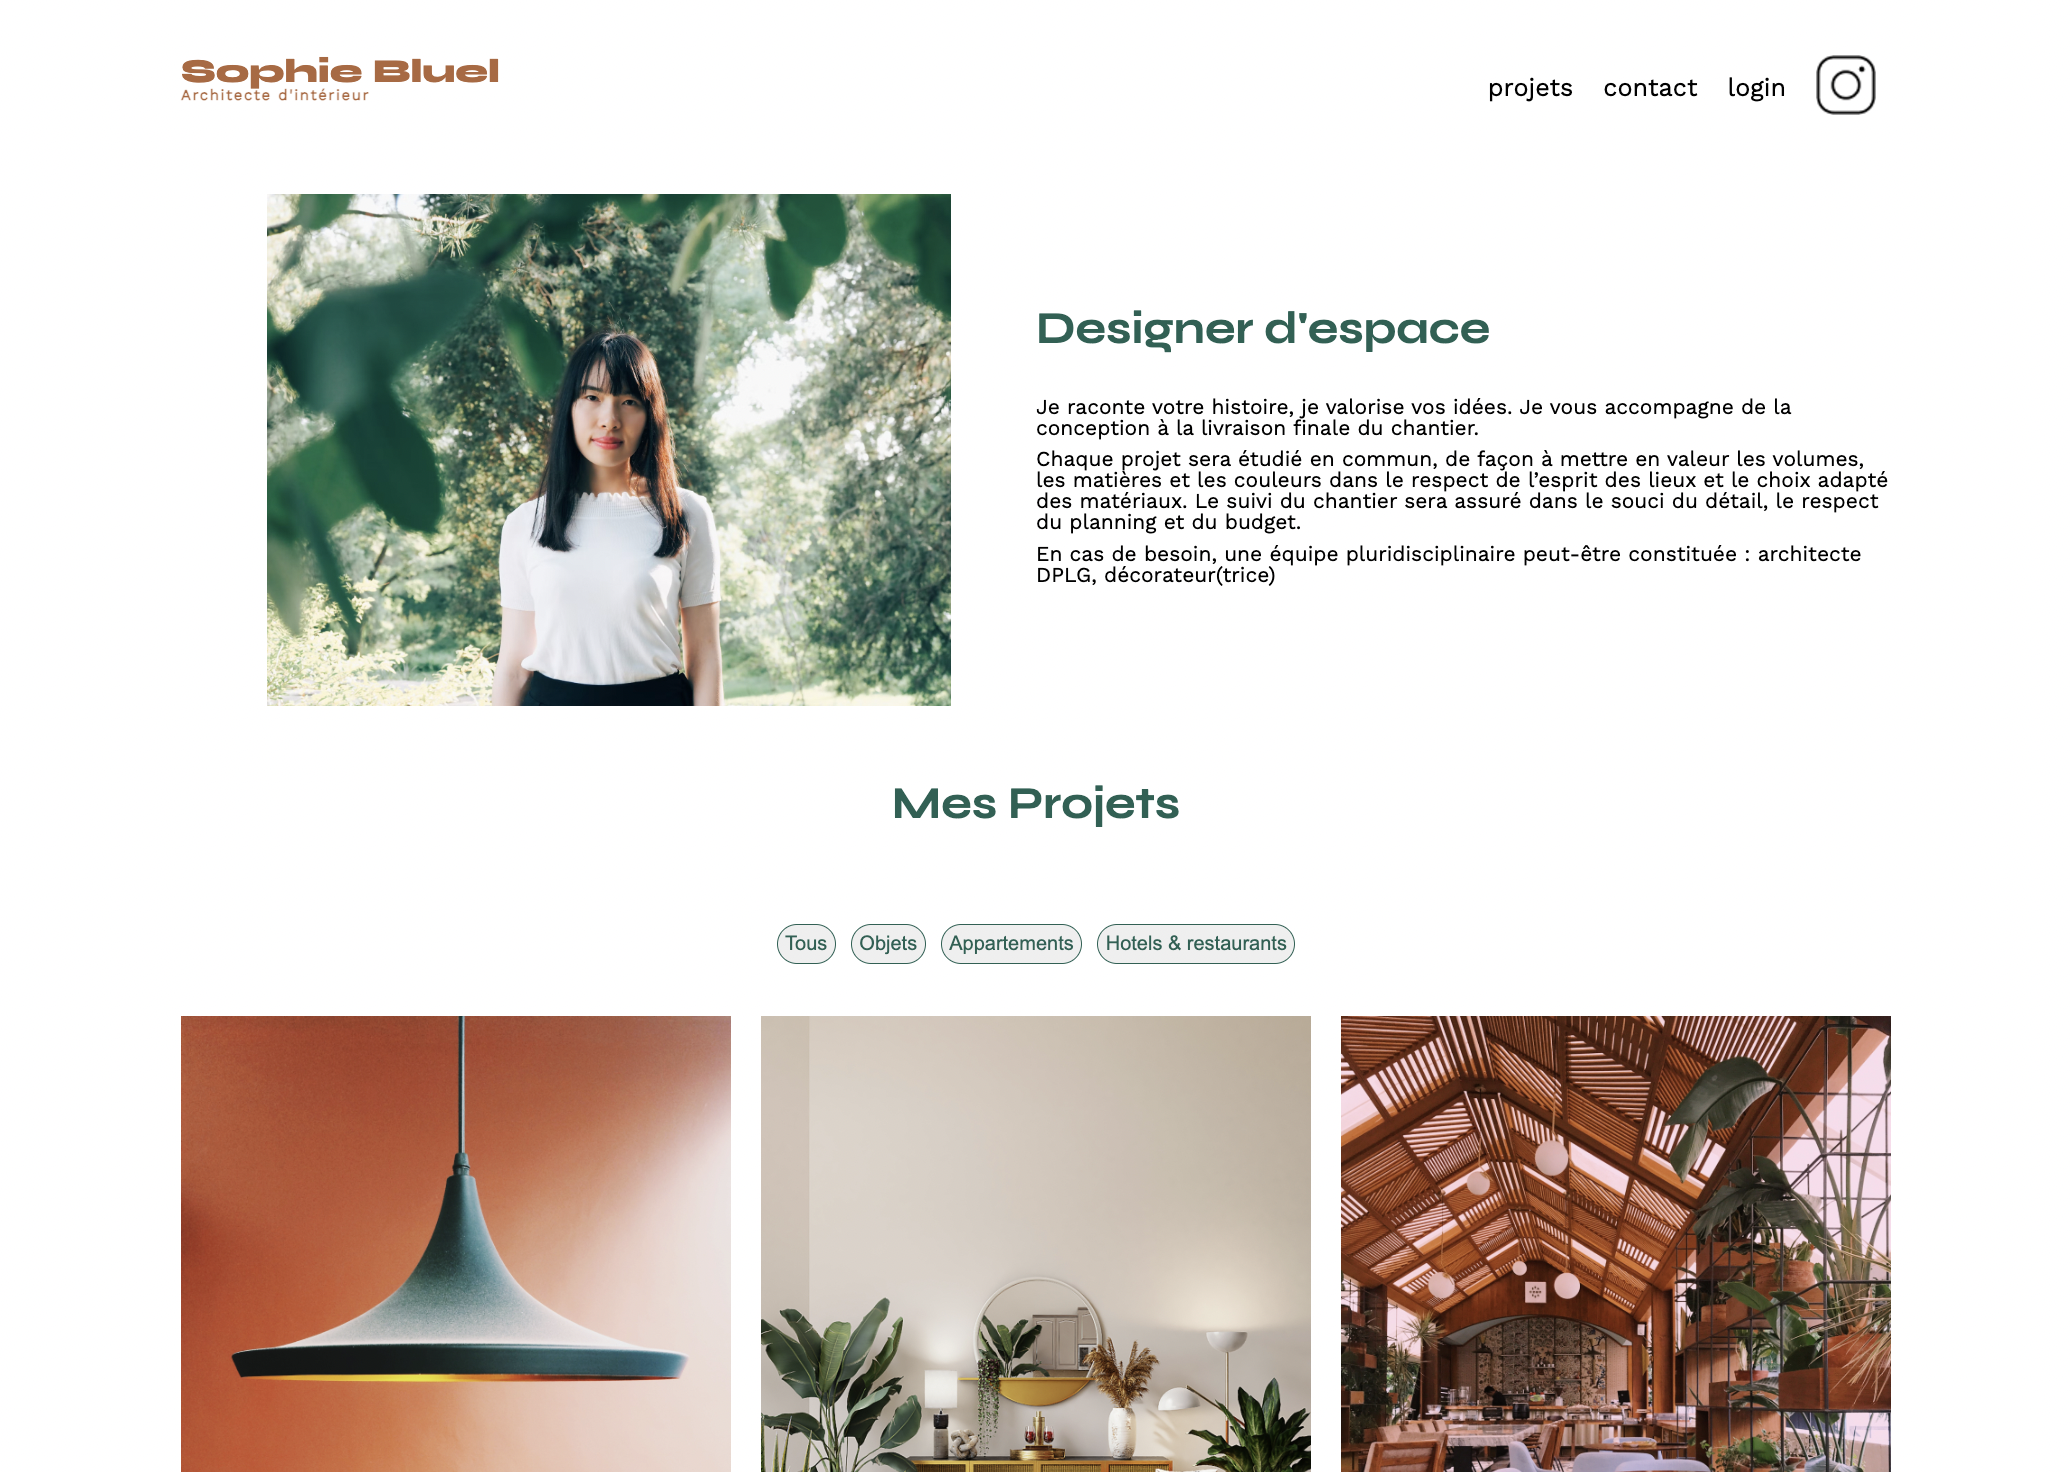 Sophie Bluel
Architecte d'intérieur
projets contact login
Designer d'espace
Je raconte votre histoire, je valorise vos idées. Je vous accompagne de la
conception à la livraison finale du chantier.
Chaque projet sera étudié en commun, de façon à mettre en valeur les volumes,
les matières et les couleurs dans le respect de l’esprit des lieux et le choix adapté
des matériaux. Le suivi du chantier sera assuré dans le souci du détail, le respect
du planning et du budget.
En cas de besoin, une équipe pluridisciplinaire peut-être constituée : architecte
DPLG, décorateur(trice)
Mes Projets
Tous Objets Appartements Hotels & restaurants